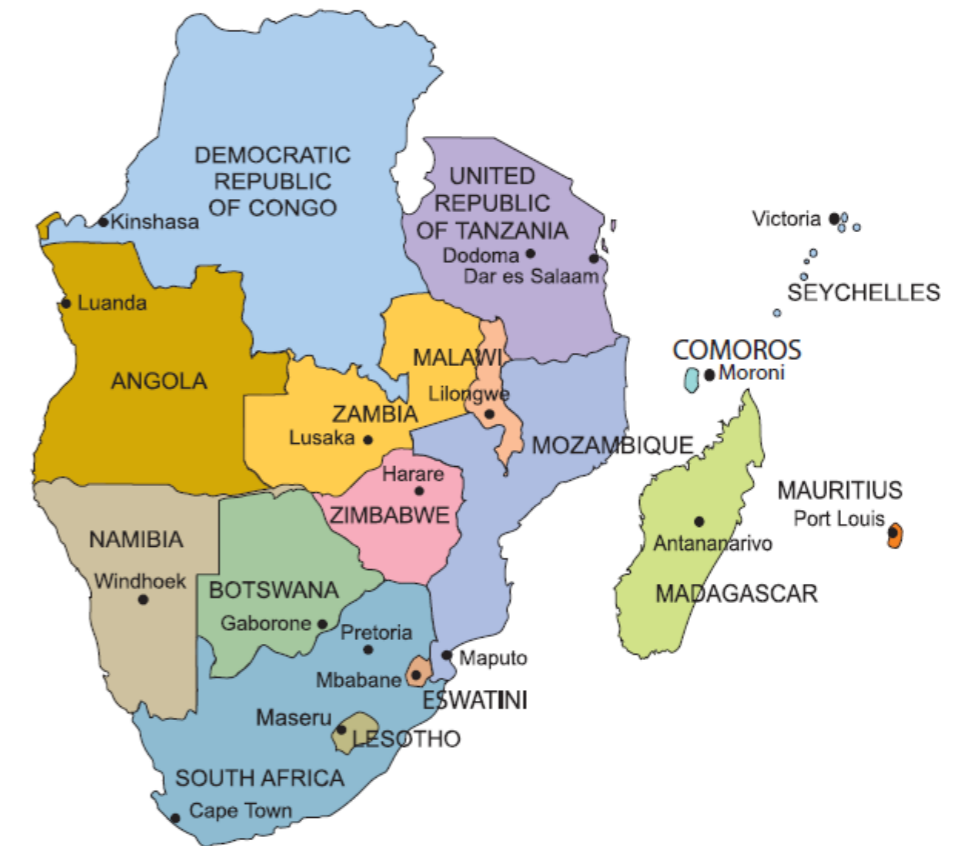 DEMOCRATIC
REPUBLIC
OF CONGO
UNITED
REPUBLIC
OF TANZANIA
Kinshasa
Victoria
Dodoma
Dar es Salaam
SEYCHELLES
Luanda
COMOROS
Moroni
MALAWI
ANGOLA
Lilongwe
ZAMBIA
Lusaka
MOZAMBIQUE
Harare
MAURITIUS
Port Louis
ZIMBABWE
NAMIBIA
Antananarivo
Windhoek
BOTSWANA
MADAGASCAR
Gaborone
Pretoria
Maputo
Mbabane
ESWATINI
Maseru
LESOTHO
SOUTH AFRICA
Cape Town